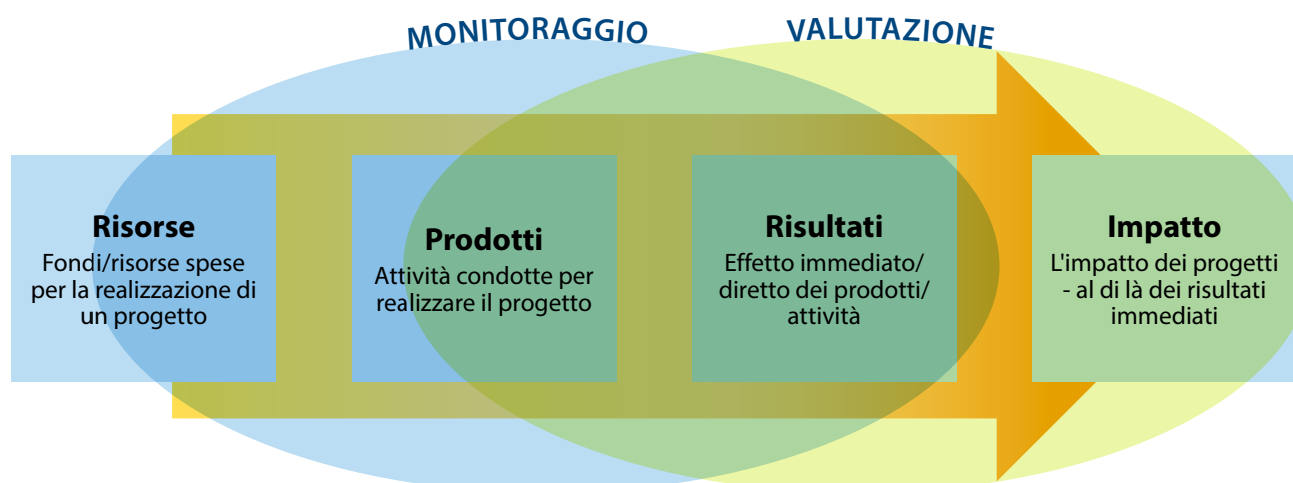 MONITORAGGIO
VALUTAZIONE
Risorse
Fondi/risorse spese
per la realizzazione di
un progetto
Prodotti
Attività condotte per
realizzare il progetto
Risultati
Effetto immediato/
diretto dei prodotti/
attività
Impatto
L'impatto dei progetti
- al di là dei risultati
immediati